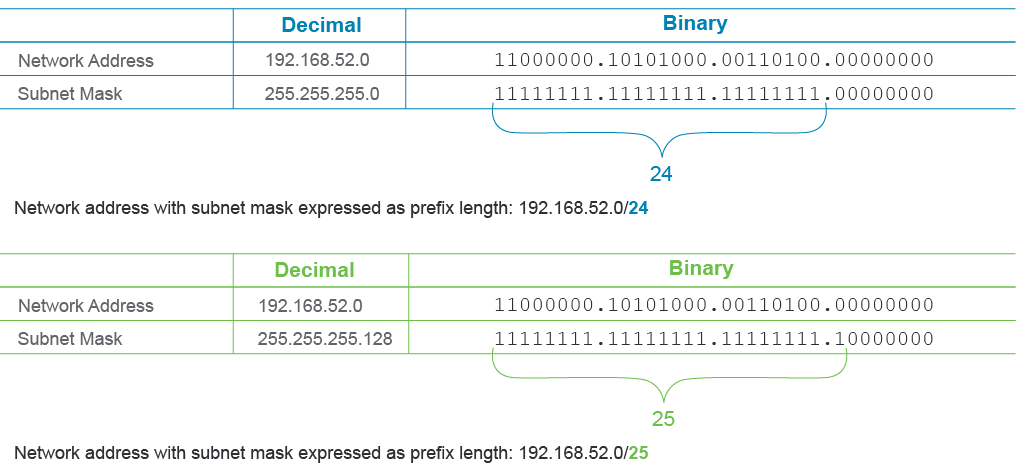 Decimal Binary
Network Address 192.168.52.0 11000000.10101000.00110100.00000000
Subnet Mask 255.255.255.0 11111111.11111111.11111111.00000000
24
Network address with subnet mask expressed as prefix length: 192.168.52.0/24
Decimal Binary
Network Address 192.168.52.0 11000000.10101000.00110100.00000000
Subnet Mask 255.255.255.128 11111111.11111111.11111111.10000000
25
Network address with subnet mask expressed as prefix length: 192.168.52.0/25